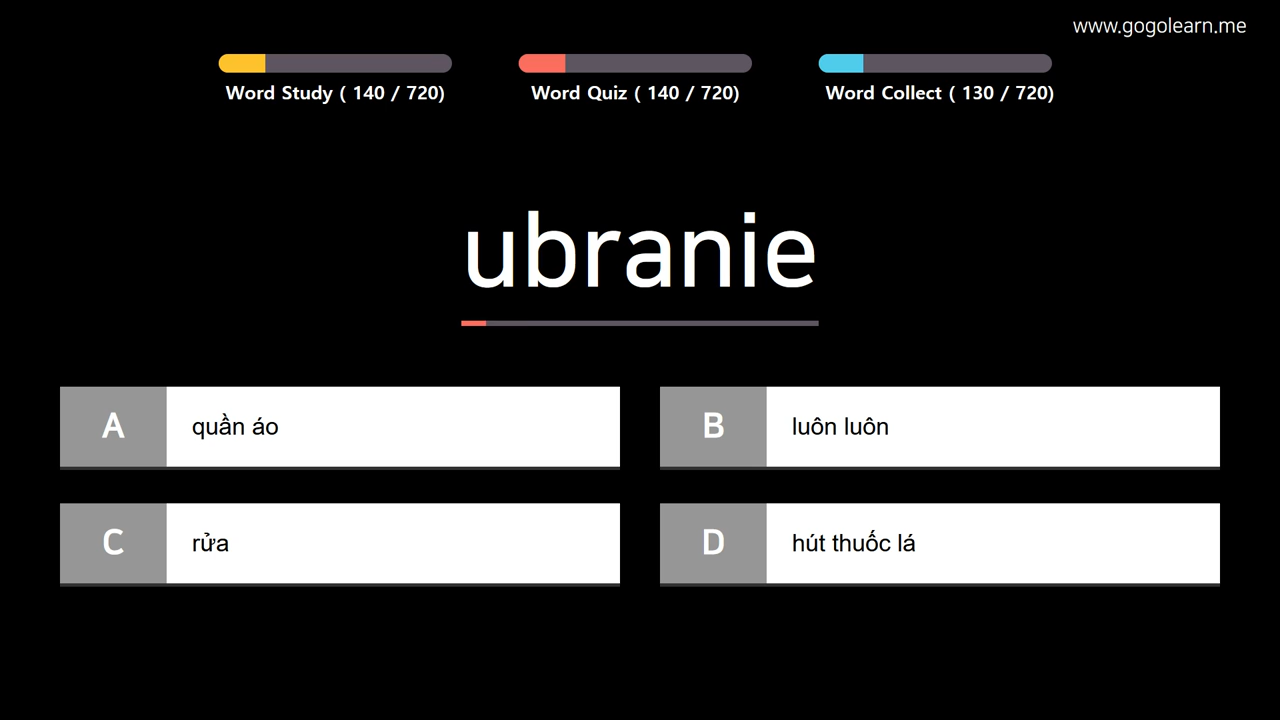 www.gogolearn.me
Word Study ( 140 / 720)
Word Quiz ( 140 / 720)
Word Collect ( 130 / 720)
ubranie
A quần áo
B luôn luôn
C rửa
D hút thuốc lá